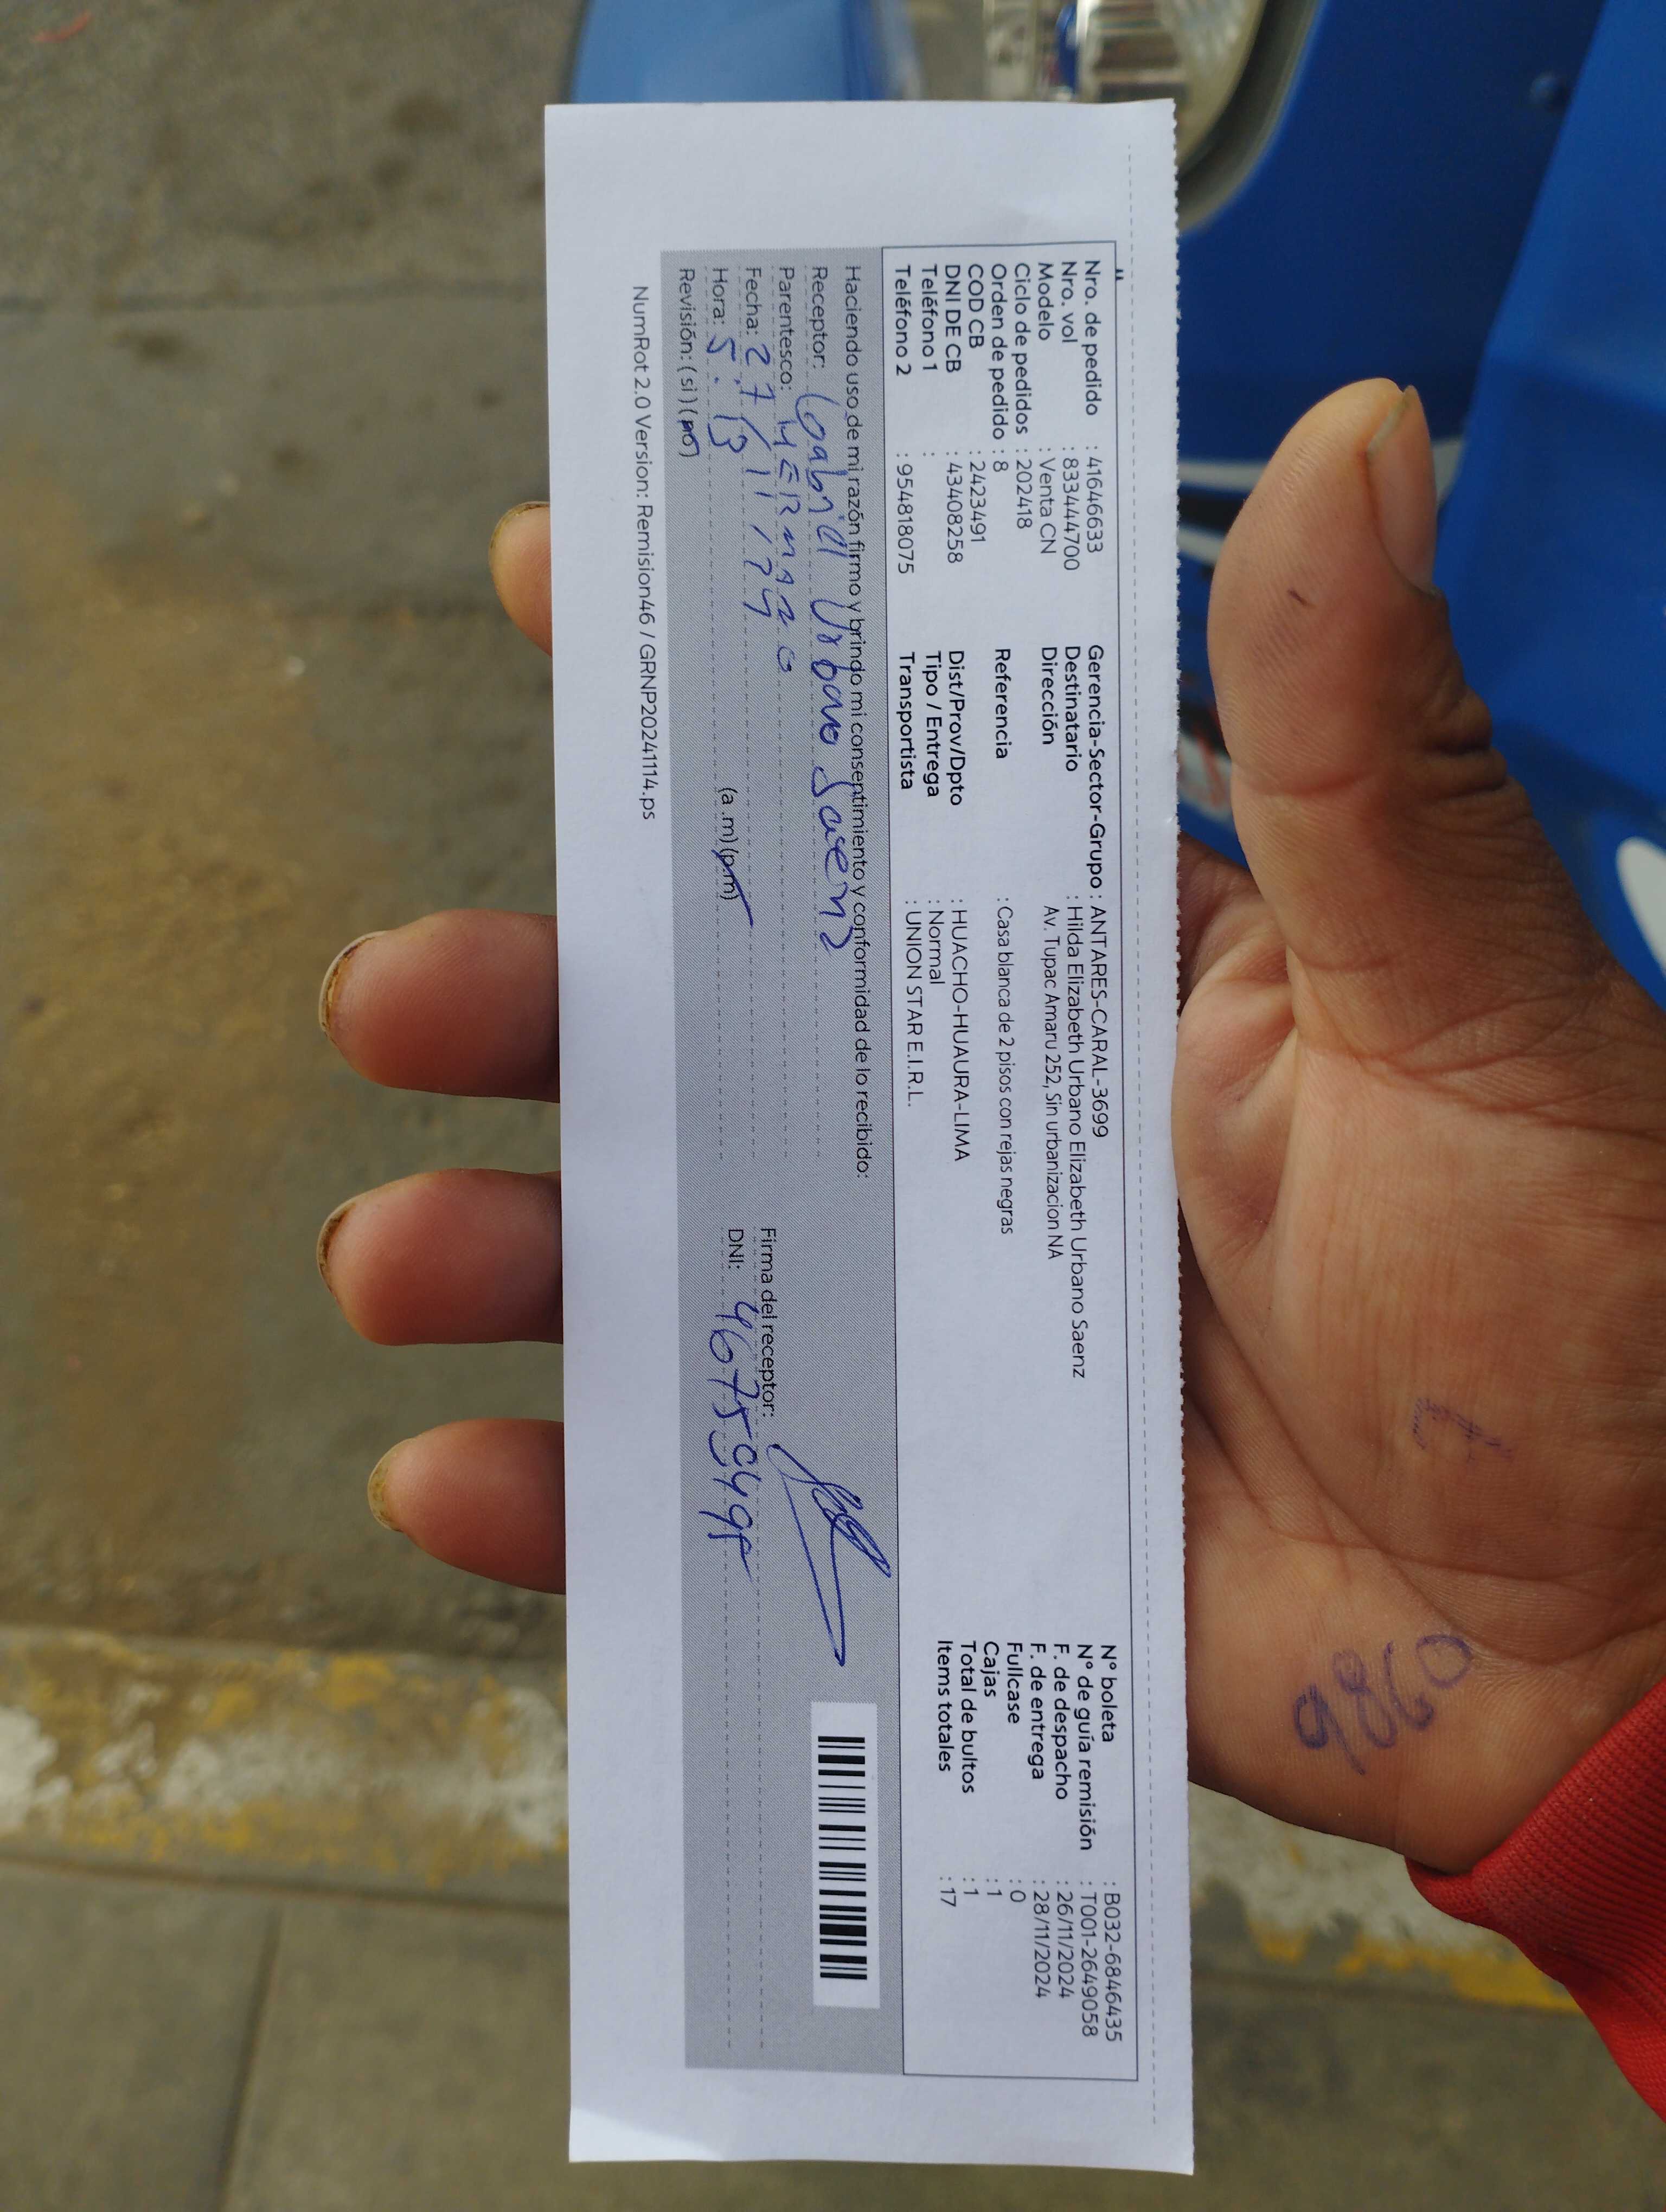 Nro. de pedido : 41646633
Nro. vol : 833444700
Modelo : Venta CN
Ciclo de pedidos : 202418
Orden de pedido : 8
COD CB : 2423491
DNI DE CB : 43408258
Teléfono 1 :
Teléfono 2 : 954818075
Gerencia-Sector-Grupo : ANTARES-CARAL-3699
Destinatario : Hilda Elizabeth Urbano Elizabeth Urbano Saenz
Dirección Av. Tupac Amaru 252, Sin urbanizacion NA
Referencia : Casa blanca de 2 pisos con rejas negras
Dist/Prov/Dpto : HUACHO-HUAURA-LIMA
Tipo / Entrega : Normal
Transportista : UNION STAR E.I.R.L.
N° boleta : B032-6846435
N° de guía remisión : T001-2649058
F. de despacho : 26/11/2024
F. de entrega : 28/11/2024
Fullcase : 0
Cajas : 1
Total de bultos : 1
Items totales : 17
Haciendo uso de mi razón firmo y brindo mi consentimiento y conformidad de lo recibido:
Receptor: Gabriel Urbano Saenz
Parentesco: HERMANO
Fecha: 27/11/24
Hora: 5.13 (a.m) (p.m)
Revisión: (si) (no)
Firma del receptor:
DNI:
NumRot 2.0 Version: Remision46 / GRNP20241114.ps